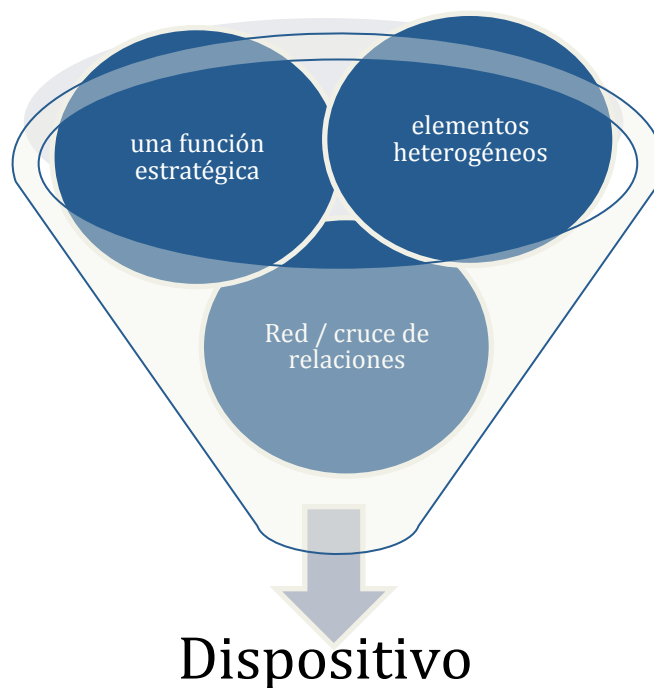 una función
estratégica
elementos
heterogéneos
Red / cruce de
relaciones
Dispositivo